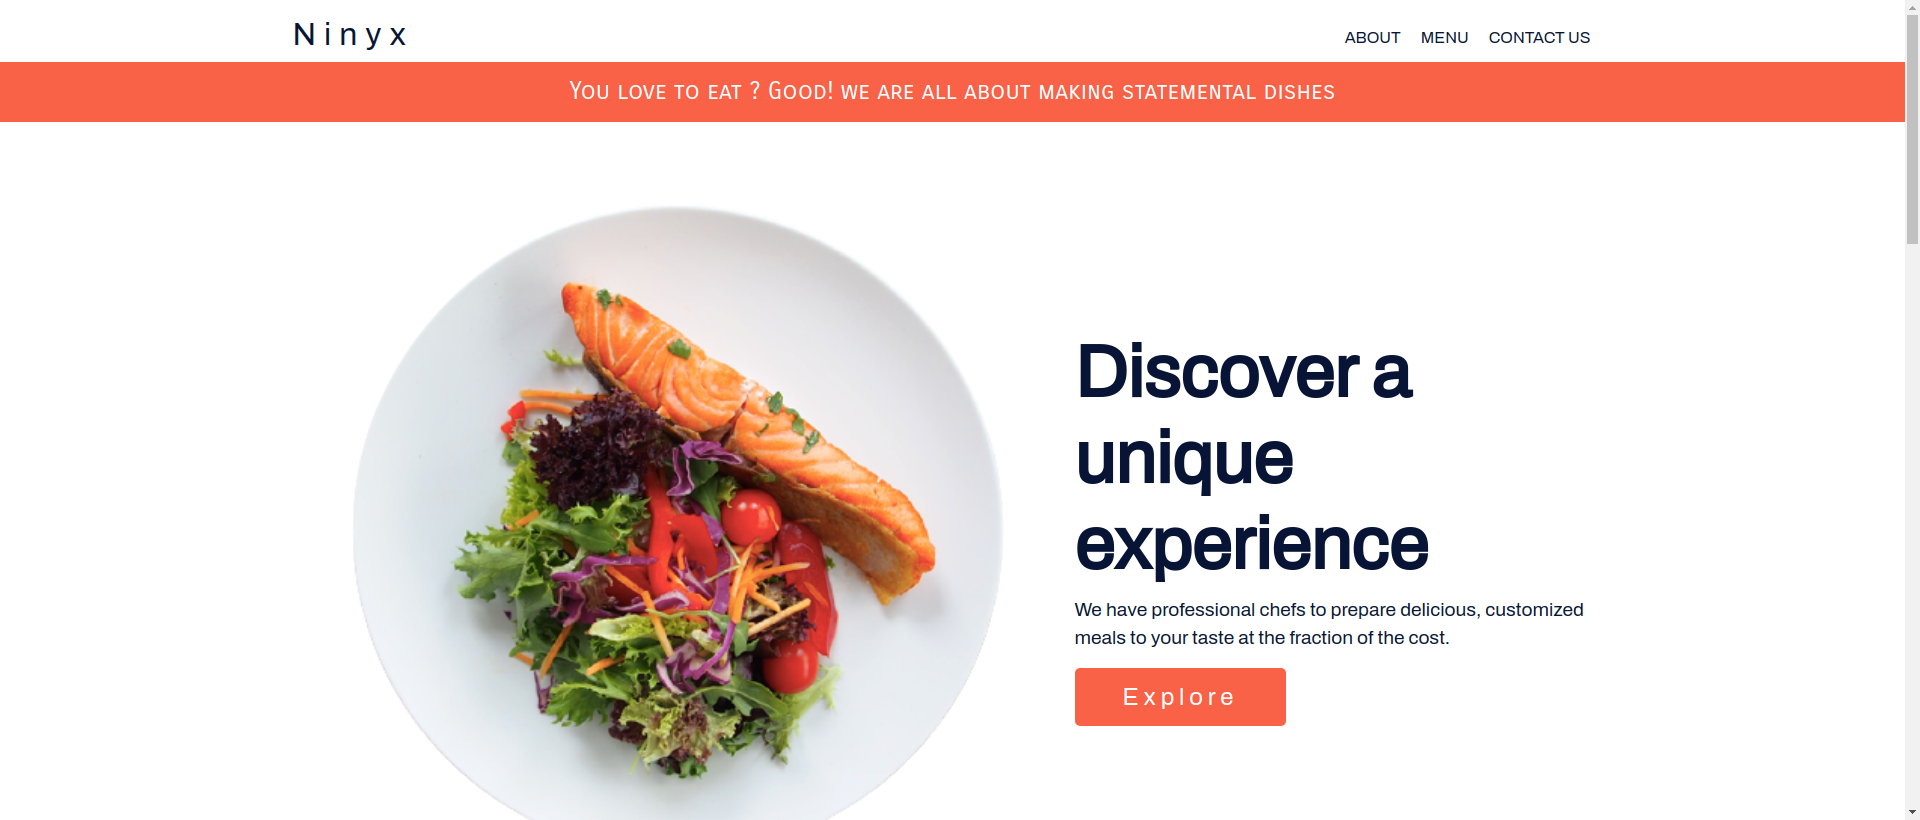 Ninyx
ABOUT MENU CONTACT US
You love to eat ? Good! we are all about making statemental dishes
Discover a
unique
experience
We have professional chefs to prepare delicious, customized
meals to your taste at the fraction of the cost.
Explore